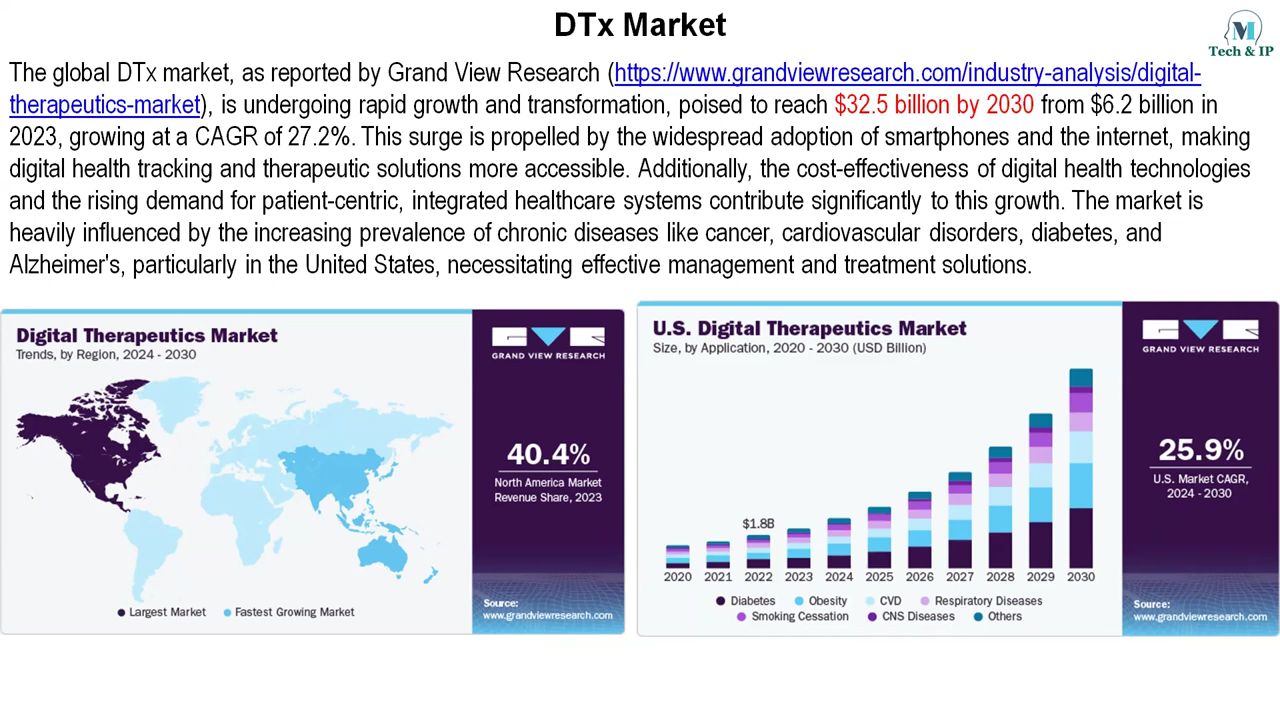 DTx Market
M
Tech & IP
The global DTx market, as reported by Grand View Research (https://www.grandviewresearch.com/industry-analysis/digital-
therapeutics-market), is undergoing rapid growth and transformation, poised to reach $32.5 billion by 2030 from $6.2 billion in
2023, growing at a CAGR of 27.2%. This surge is propelled by the widespread adoption of smartphones and the internet, making
digital health tracking and therapeutic solutions more accessible. Additionally, the cost-effectiveness of digital health technologies
and the rising demand for patient-centric, integrated healthcare systems contribute significantly to this growth. The market is
heavily influenced by the increasing prevalence of chronic diseases like cancer, cardiovascular disorders, diabetes, and
Alzheimer's, particularly in the United States, necessitating effective management and treatment solutions.
Digital Therapeutics Market
Trends, by Region, 2024 - 2030
Largest Market
Fastest Growing Market
GRAND VIEW RESEARCH
40.4%
North America Market
Revenue Share, 2023
Source:
www.grandviewresearch.com
U.S. Digital Therapeutics Market
Size, by Application, 2020 - 2030 (USD Billion)
$1.8B
2020 2021 2022 2023 2024 2025 2026 2027 2028 2029 2030
Diabetes Obesity CVD Respiratory Diseases
Smoking Cessation CNS Diseases Others
GRAND VIEW RESEARCH
25.9%
U.S. Market CAGR,
2024 - 2030
Source:
www.grandviewresearch.com